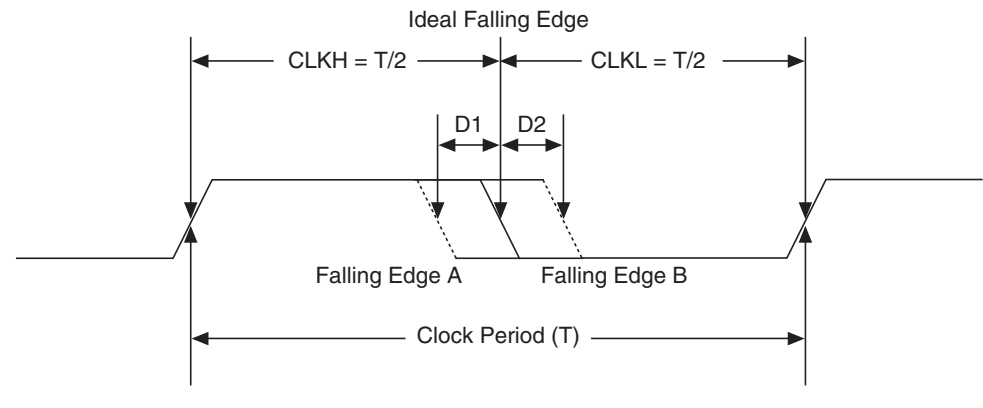 Ideal Falling Edge
CLKH = T/2
CLKL = T/2
D1
D2
Falling Edge A
Falling Edge B
Clock Period (T)